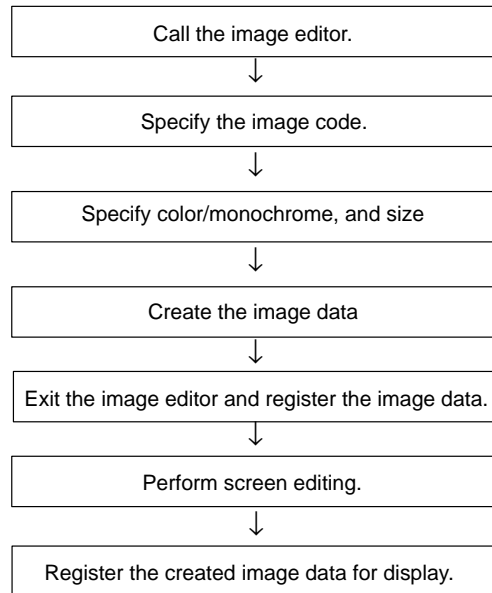 Call the image editor.
Specify the image code.
Specify color/monochrome, and size
Create the image data
Exit the image editor and register the image data.
Perform screen editing.
Register the created image data for display.